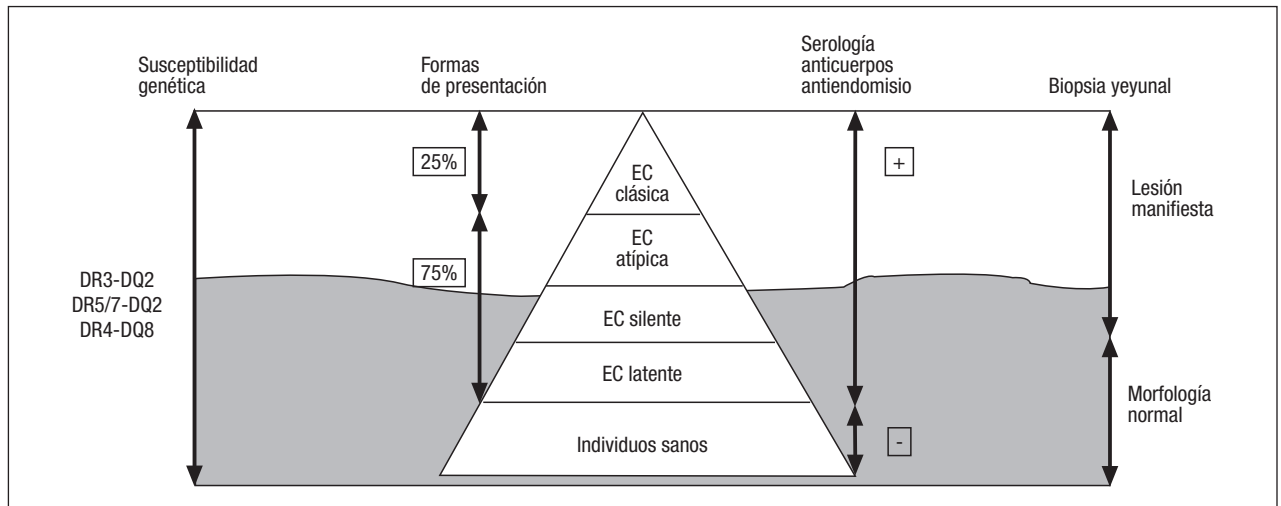 Susceptibilidad
genética
Formas
de presentación
Serología
anticuerpos
antiendomisio
Biopsia yeyunal
25%
EC
clásica
+
Lesión
manifiesta
EC
atípica
75%
DR3-DQ2
DR5/7-DQ2
DR4-DQ8
EC silente
EC latente
Morfología
normal
Individuos sanos
-